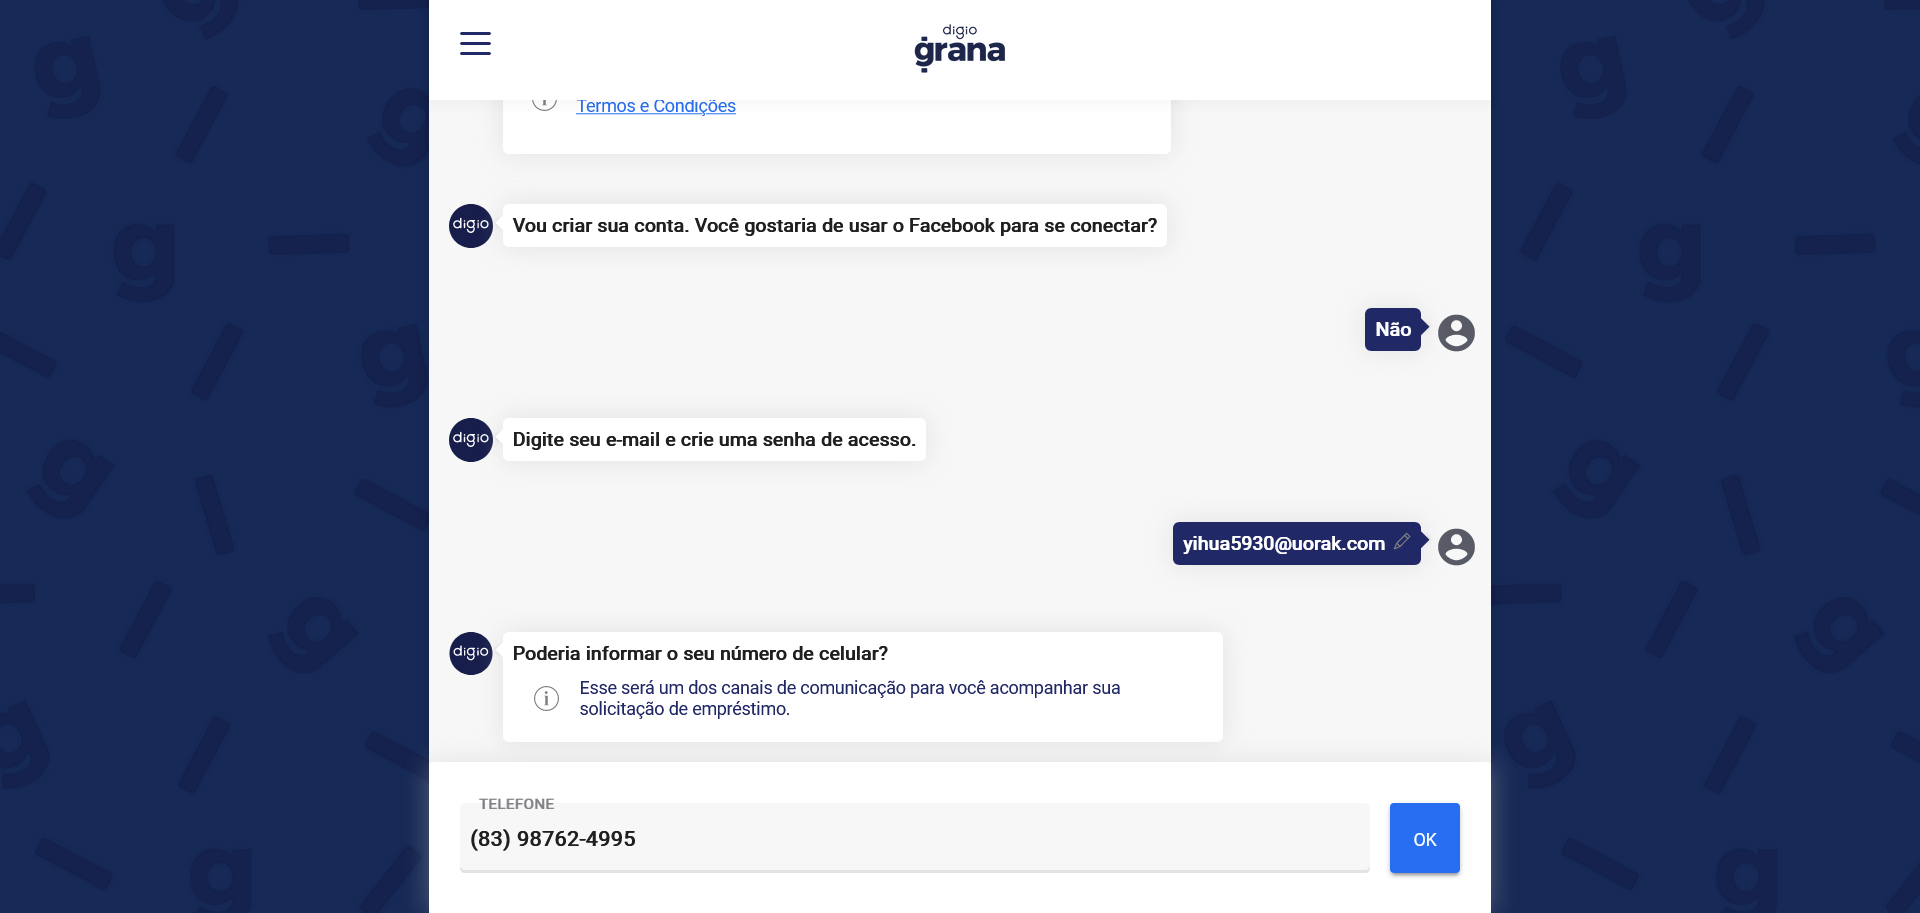 digio
grana
Termos e Condições
digio
Vou criar sua conta. Você gostaria de usar o Facebook para se conectar?
Não
digio
Digite seu e-mail e crie uma senha de acesso.
yihua5930@uorak.com
digio
Poderia informar o seu número de celular?
Esse será um dos canais de comunicação para você acompanhar sua
solicitação de empréstimo.
TELEFONE
(83) 98762-4995
OK